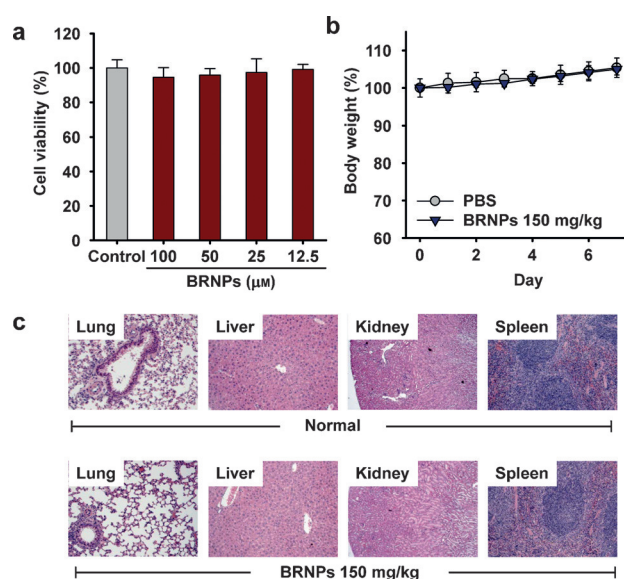 a
Cell viability (%)
120
100
80
60
40
20
0
Control 100 50 25 12.5
BRNPs (μM)
b
Body weight (%)
110
100
90
80
70
60
0 2 4 6
Day
PBS
BRNPs 150 mg/kg
c
Lung Liver Kidney Spleen
Normal
Lung Liver Kidney Spleen
BRNPs 150 mg/kg